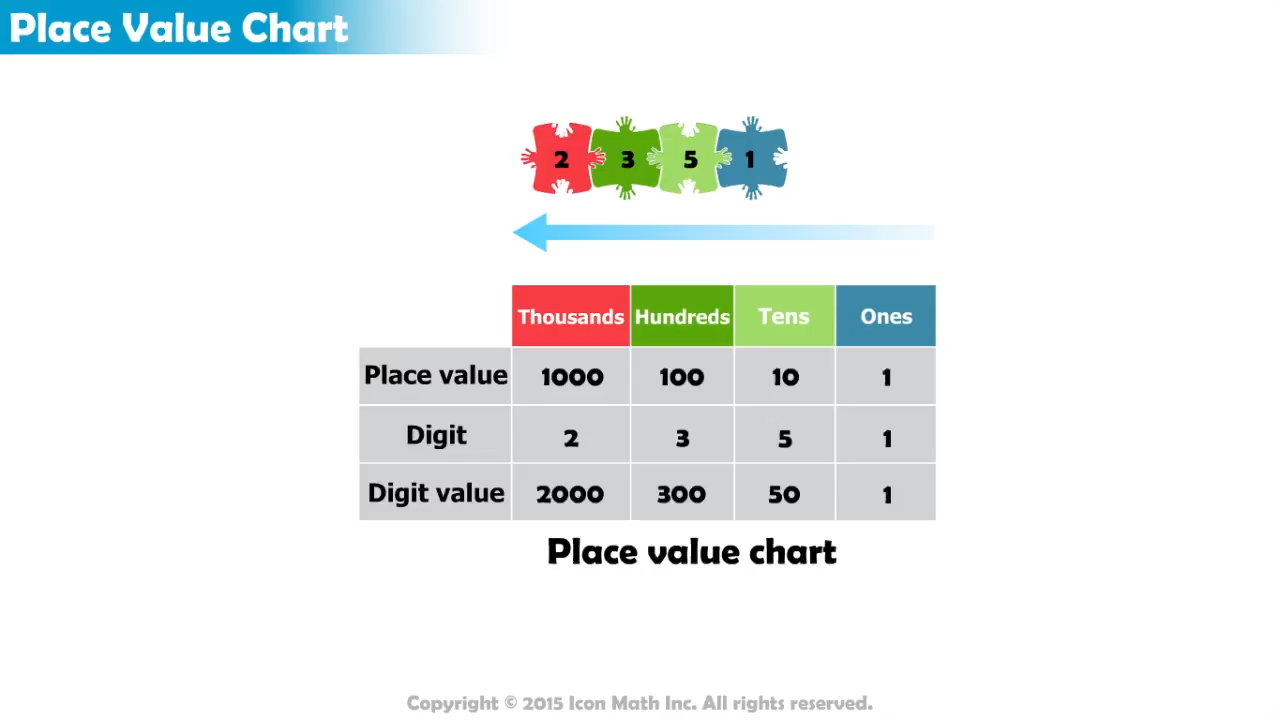 Place Value Chart
2 3 5 1
Thousands Hundreds Tens Ones
Place value 1000 100 10 1
Digit 2 3 5 1
Digit value 2000 300 50 1
Place value chart
Copyright © 2015 Icon Math Inc. All rights reserved.